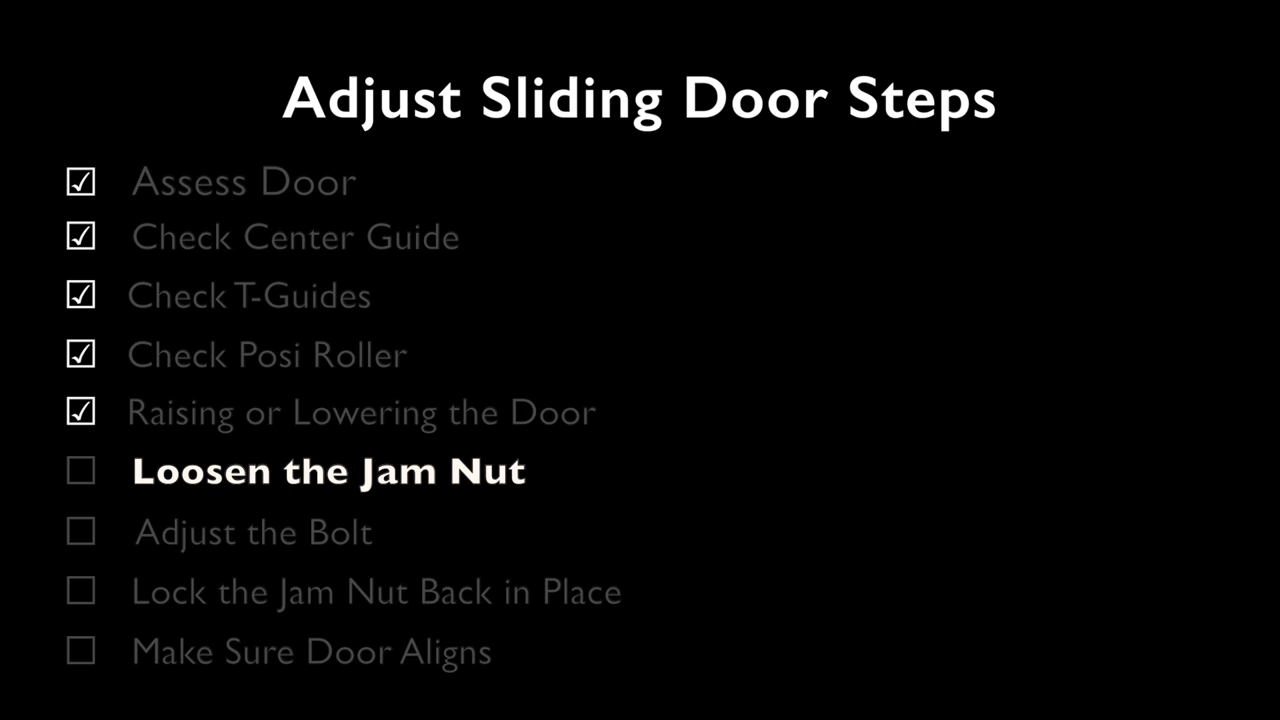 Adjust Sliding Door Steps
☑ Assess Door
☑ Check Center Guide
☑ Check T-Guides
☑ Check Posi Roller
☑ Raising or Lowering the Door
☐ Loosen the Jam Nut
☐ Adjust the Bolt
☐ Lock the Jam Nut Back in Place
☐ Make Sure Door Aligns